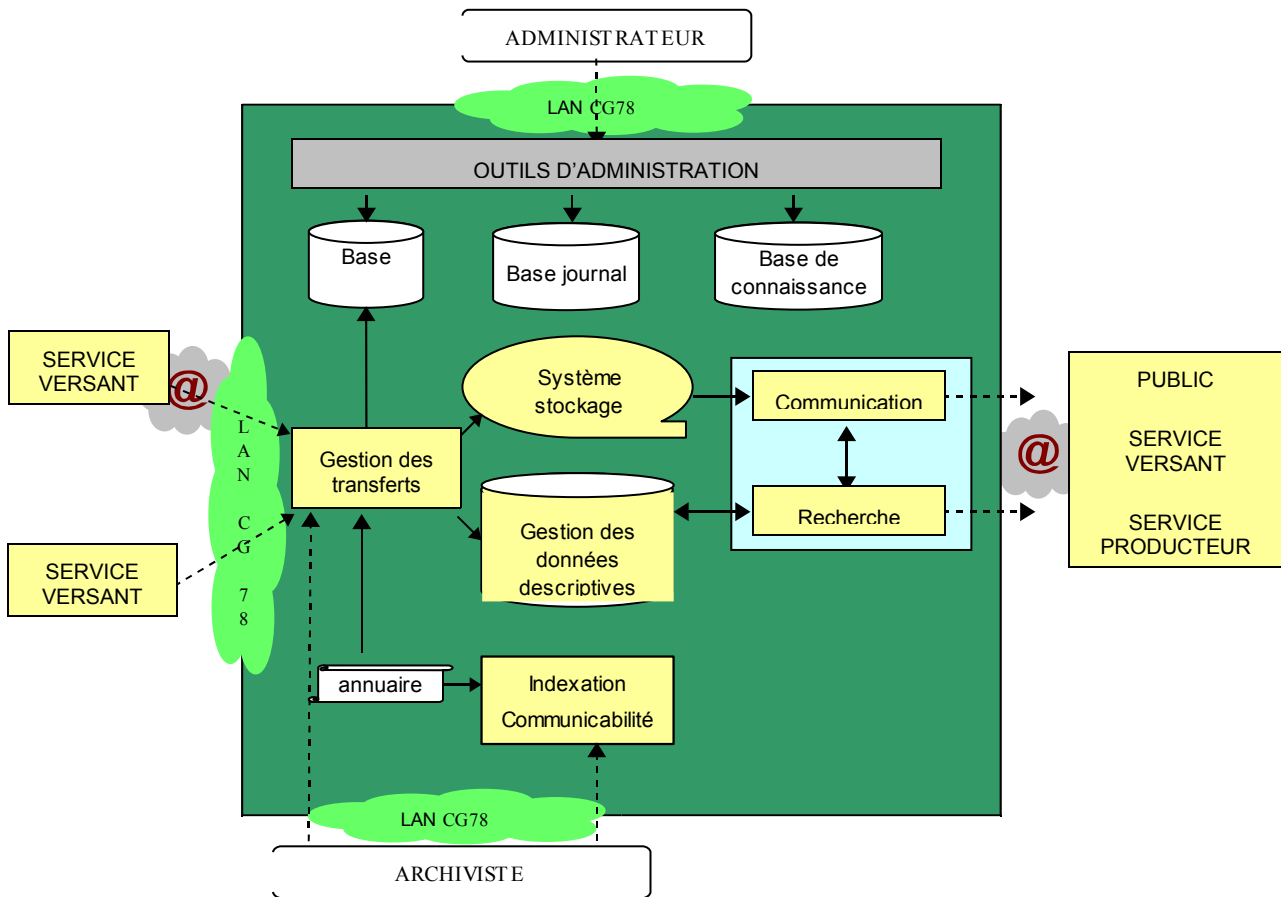 ADMINISTRATEUR
LAN CG78
OUTILS D'ADMINISTRATION
Base
Base journal
Base de
connaissance
SERVICE
VERSANT
@
L
A
N
C
G
7
8
SERVICE
VERSANT
Gestion des
transferts
Système
stockage
Gestion des
données
descriptives
Communication
Recherche
@
PUBLIC
SERVICE
VERSANT
SERVICE
PRODUCTEUR
annuaire
Indexation
Communicabilité
LAN CG78
ARCHIVISTE